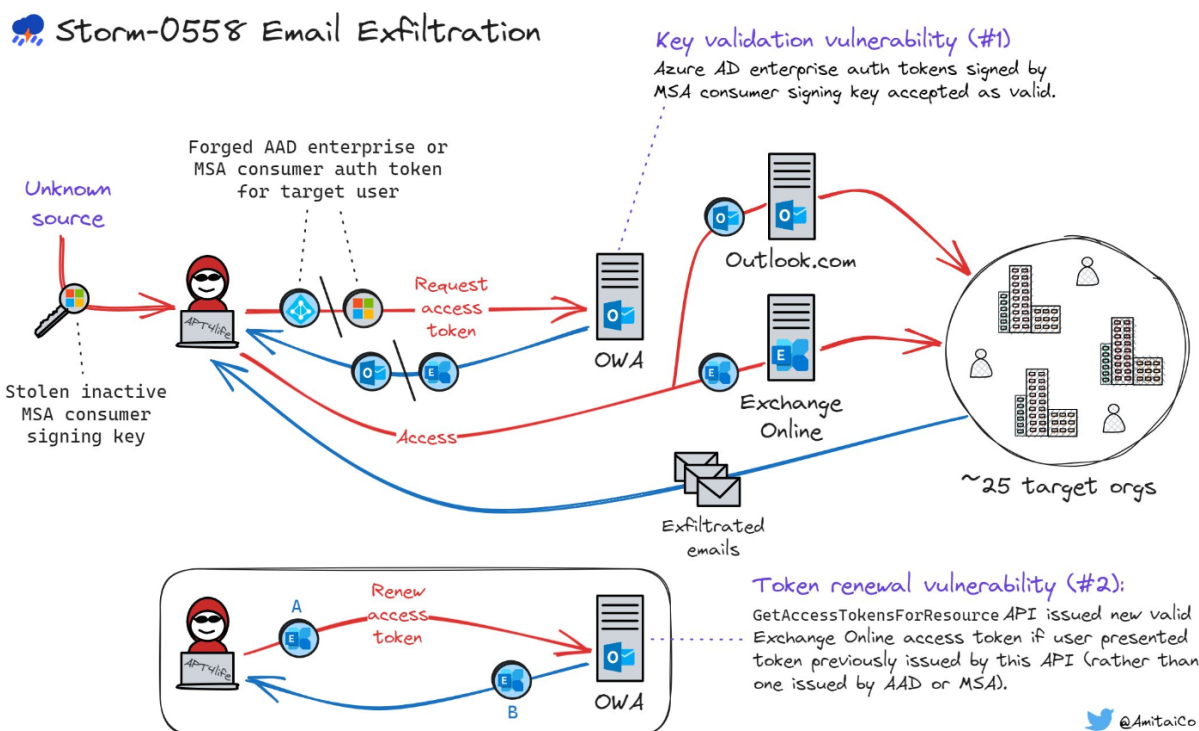 Storm-0558 Email Exfiltration
Key validation vulnerability (#1)
Azure AD enterprise auth tokens signed by
MSA consumer signing key accepted as valid.
Forged AAD enterprise or
MSA consumer auth token
for target user
Unknown
source
APT4life
Request
access
token
OWA
Outlook.com
Exchange
Online
Stolen inactive
MSA consumer
signing key
Access
~25 target orgs
Exfiltrated
emails
A
Renew
access
token
APT4life
B
OWA
Token renewal vulnerability (#2):
GetAccessTokensForResource API issued new valid
Exchange Online access token if user presented
token previously issued by this API (rather than
one issued by AAD or MSA).
@AmitaiCo